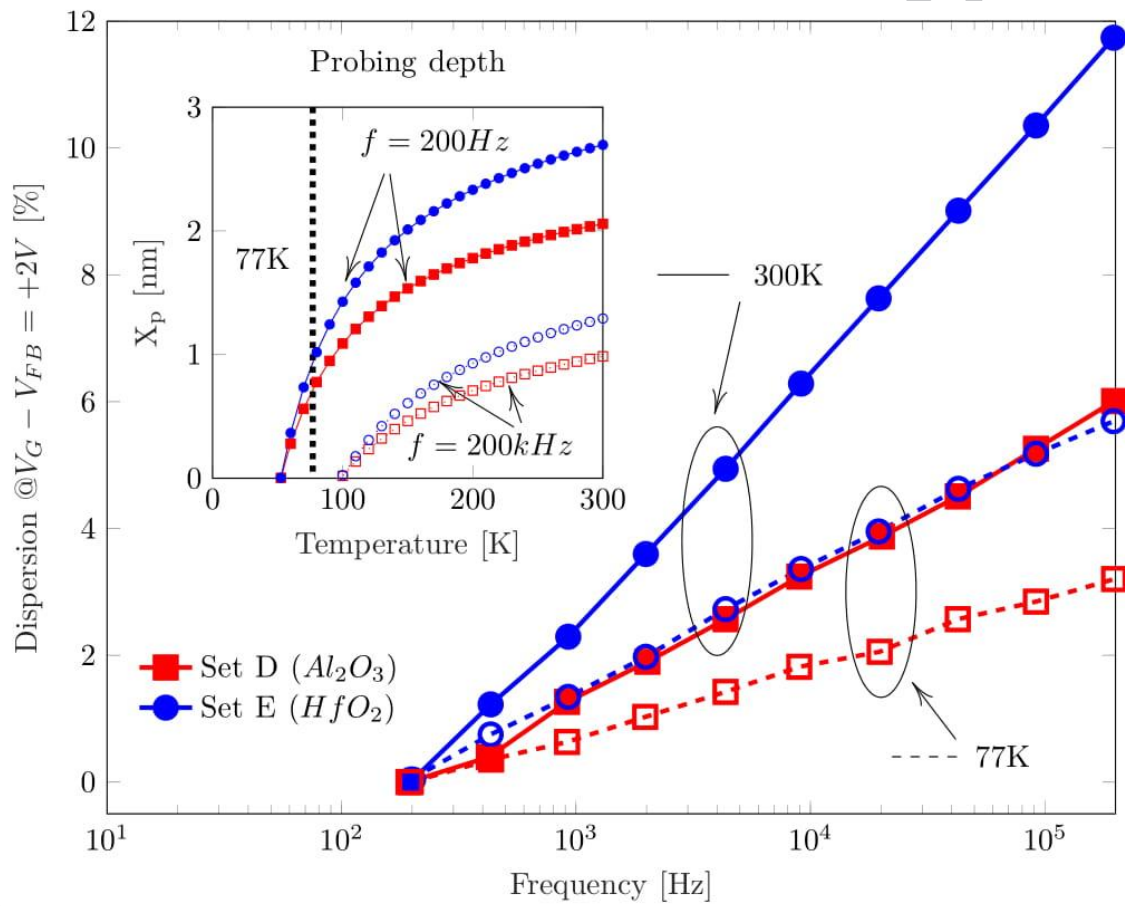 12
10
8
6
4
2
0
Dispersion @V_G − V_{FB} = +2V [%]
Probing depth
3
2
1
0
X_p [nm]
f = 200Hz
77K
f = 200kHz
0 100 200 300
Temperature [K]
300K
Set D (Al_2O_3)
Set E (HfO_2)
77K
10^1 10^2 10^3 10^4 10^5
Frequency [Hz]